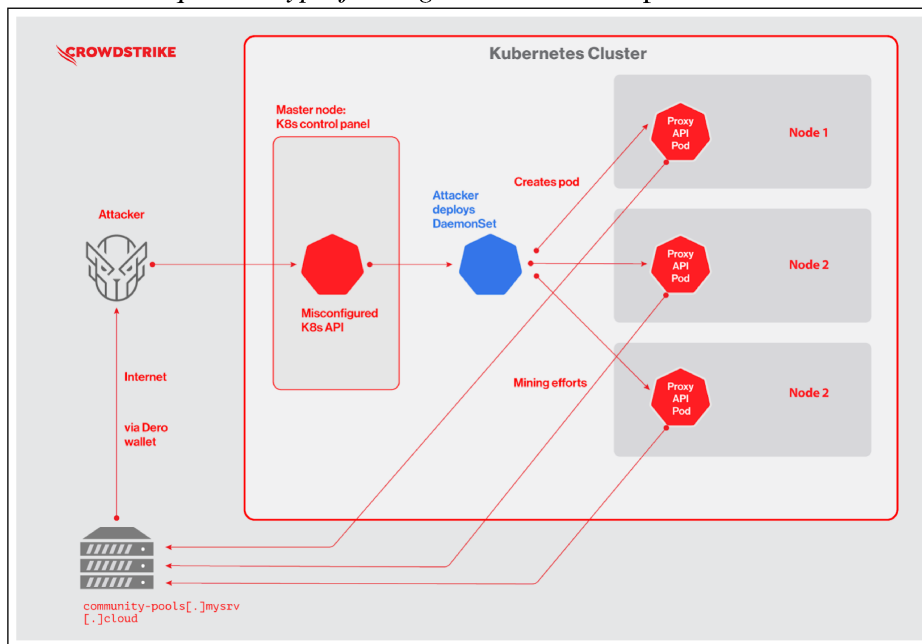 CROWDSTRIKE
Kubernetes Cluster
Master node:
K8s control panel
Proxy
API
Pod
Node 1
Creates pod
Attacker
deploys
DaemonSet
Attacker
Misconfigured
K8s API
Proxy
API
Pod
Node 2
Internet
via Dero
wallet
Mining efforts
Proxy
API
Pod
Node 2
community-pools[.]mysrv
[.]cloud